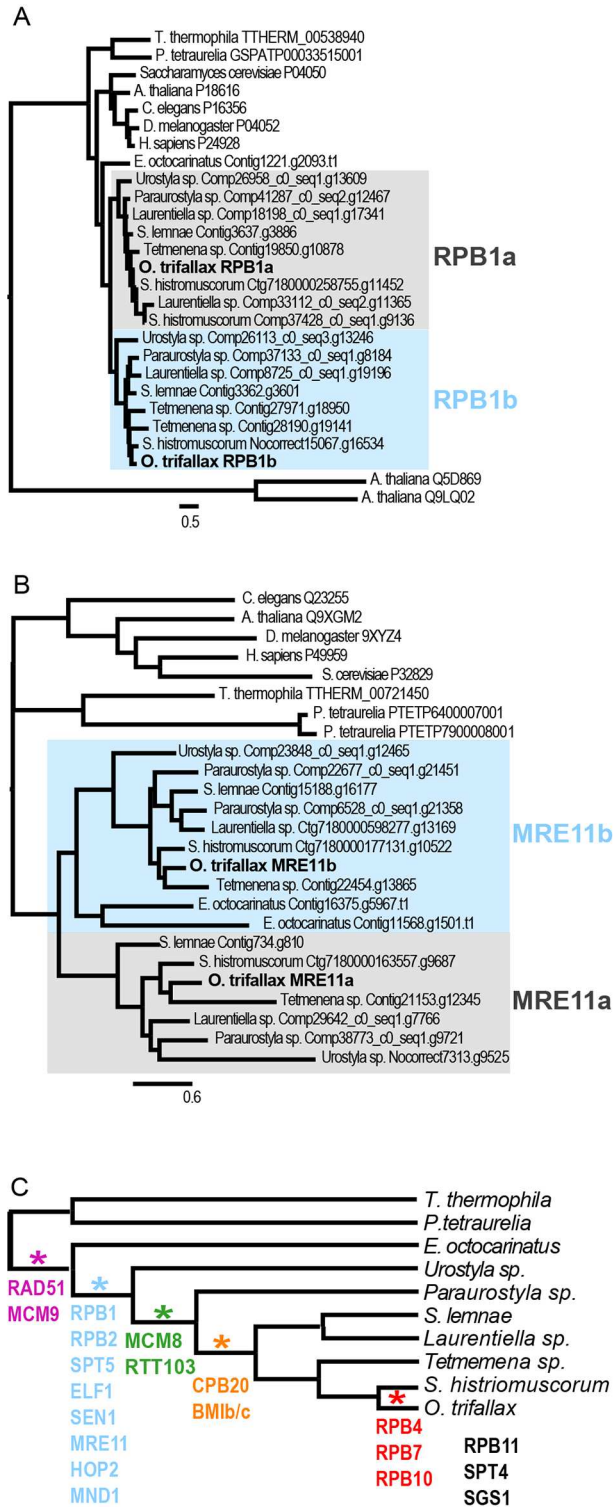 A
T. thermophila TTHERM_00538940
P. tetraurelia GSPATP00033515001
Saccharamyces cerevisiae P04050
A. thaliana P18616
C. elegans P16356
D. melanogaster P04052
H. sapiens P24928
E. octocarinatus Contig1221.g2093.t1
Urostyla sp. Comp26958_c0_seq1.g13609
Paraurostyla sp. Comp41287_c0_seq2.g12467
Laurentiella sp. Comp18198_c0_seq1.g17341
S. lemnae Contig3637.g3886
Tetmenena sp. Contig19850.g10878
O. trifallax RPB1a
S. histromuscorum Ctg7180000258755.g11452
Laurentiella sp. Comp33112_c0_seq2.g11365
S. histromuscorum Comp37428_c0_seq1.g9136
RPB1a
Urostyla sp. Comp26113_c0_seq3.g13246
Paraurostyla sp. Comp37133_c0_seq1.g8184
Laurentiella sp. Comp8725_c0_seq1.g19196
S. lemnae Contig3362.g3601
Tetmenena sp. Contig27971.g18950
Tetmenena sp. Contig28190.g19141
S. histromuscorum Nocorrect15067.g16534
O. trifallax RPB1b
RPB1b
A. thaliana Q5D869
A. thaliana Q9LQ02
0.5
B
C. elegans Q23255
A. thaliana Q9XGM2
D. melanogaster 9XYZ4
H. sapiens P49959
S. cerevisiae P32829
T. thermophila TTHERM_00721450
P. tetraurelia PTETP6400007001
P. tetraurelia PTETP7900008001
Urostyla sp. Comp23848_c0_seq1.g12465
Paraurostyla sp. Comp22677_c0_seq1.g21451
S. lemnae Contig15188.g16177
Paraurostyla sp. Comp6528_c0_seq1.g21358
Laurentiella sp. Ctg7180000598277.g13169
S. histromuscorum Ctg7180000177131.g10522
O. trifallax MRE11b
Tetmenena sp. Contig22454.g13865
E. octocarinatus Contig16375.g5967.t1
E. octocarinatus Contig11568.g1501.t1
MRE11b
S. lemnae Contig734.g810
S. histromuscorum Ctg7180000163557.g9687
O. trifallax MRE11a
Tetmenena sp. Contig21153.g12345
Laurentiella sp. Comp29642_c0_seq1.g7766
Paraurostyla sp. Comp38773_c0_seq1.g9721
Urostyla sp. Nocorrect7313.g9525
MRE11a
0.6
C
T. thermophila
P.tetraurelia
E. octocarinatus
Urostyla sp.
Paraurostyla sp.
S. lemnae
Laurentiella sp.
Tetmemena sp.
S. histriomuscorum
O. trifallax
*
RAD51
MCM9
*
RPB1
RPB2
SPT5
ELF1
SEN1
MRE11
HOP2
MND1
*
MCM8
RTT103
*
CPB20
BMIb/c
*
RPB4
RPB7
RPB10
RPB11
SPT4
SGS1